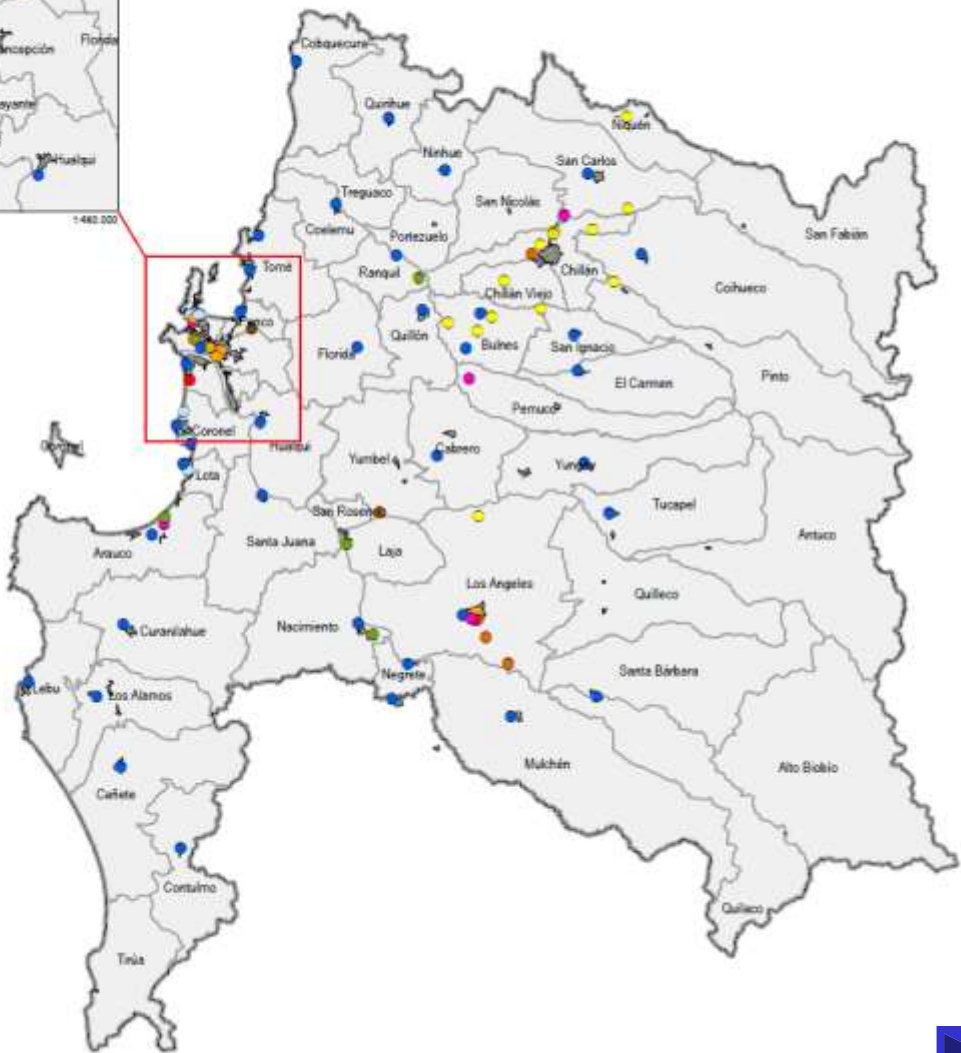 Florida
Hualqui
1:460.000
Cobquecura
Quirihue
Ñiquén
Ninhue
San Carlos
Treguaco
San Nicolás
Coelemu
Portezuelo
San Fabián
Tomé
Ranquil
Chillán
Coihueco
Chillán Viejo
Quillón
Florida
Bulnes
San Ignacio
El Carmen
Pinto
Pemuco
Coronel
Hualqui
Yumbel
Cabrero
Yungay
Lota
Tucapel
San Rosendo
Antuco
Arauco
Santa Juana
Laja
Los Angeles
Quilleco
Curanilahue
Nacimiento
Santa Bárbara
Negrete
Lebu
Los Alamos
Mulchén
Alto Biobio
Cañete
Contulmo
Quilaco
Tirúa